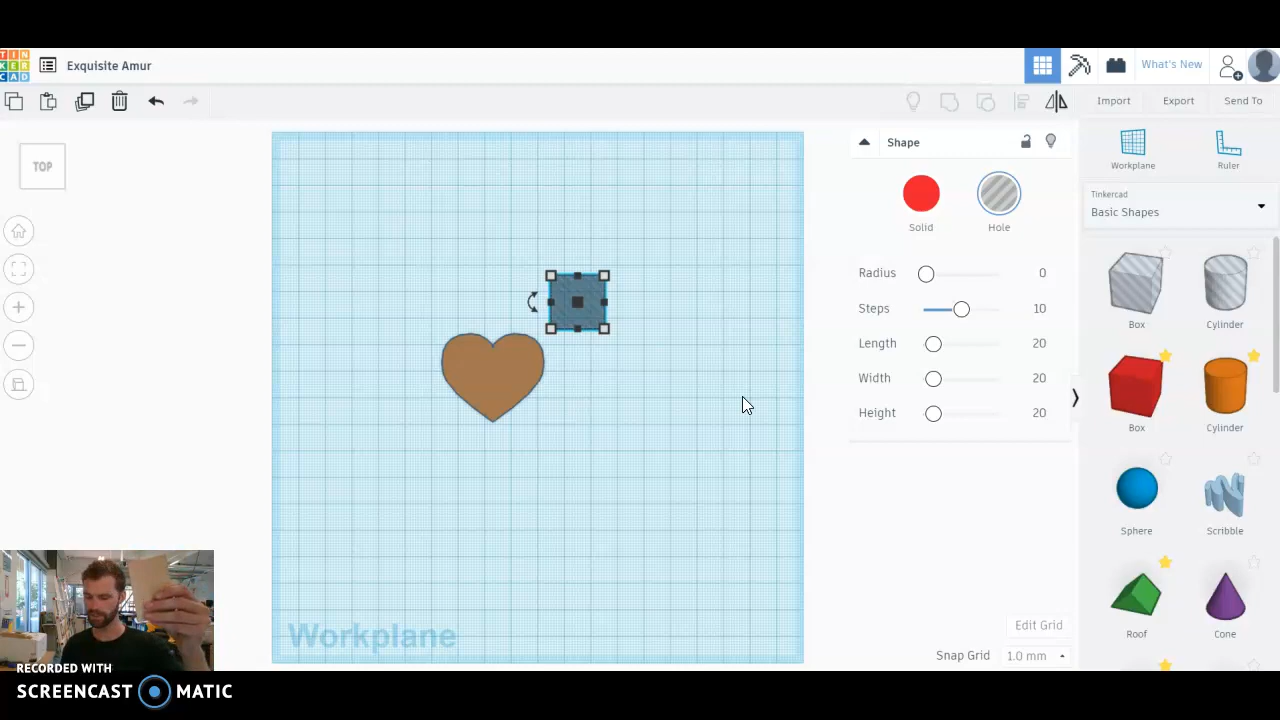 TIN
KER
CAD
Exquisite Amur
What's New
Import
Export
Send To
TOP
Shape
Solid
Hole
Radius 0
Steps 10
Length 20
Width 20
Height 20
Workplane
Ruler
Tinkercad
Basic Shapes
Box
Cylinder
Box
Cylinder
Sphere
Scribble
Roof
Cone
Workplane
Edit Grid
Snap Grid 1.0 mm
RECORDED WITH
SCREENCAST MATIC